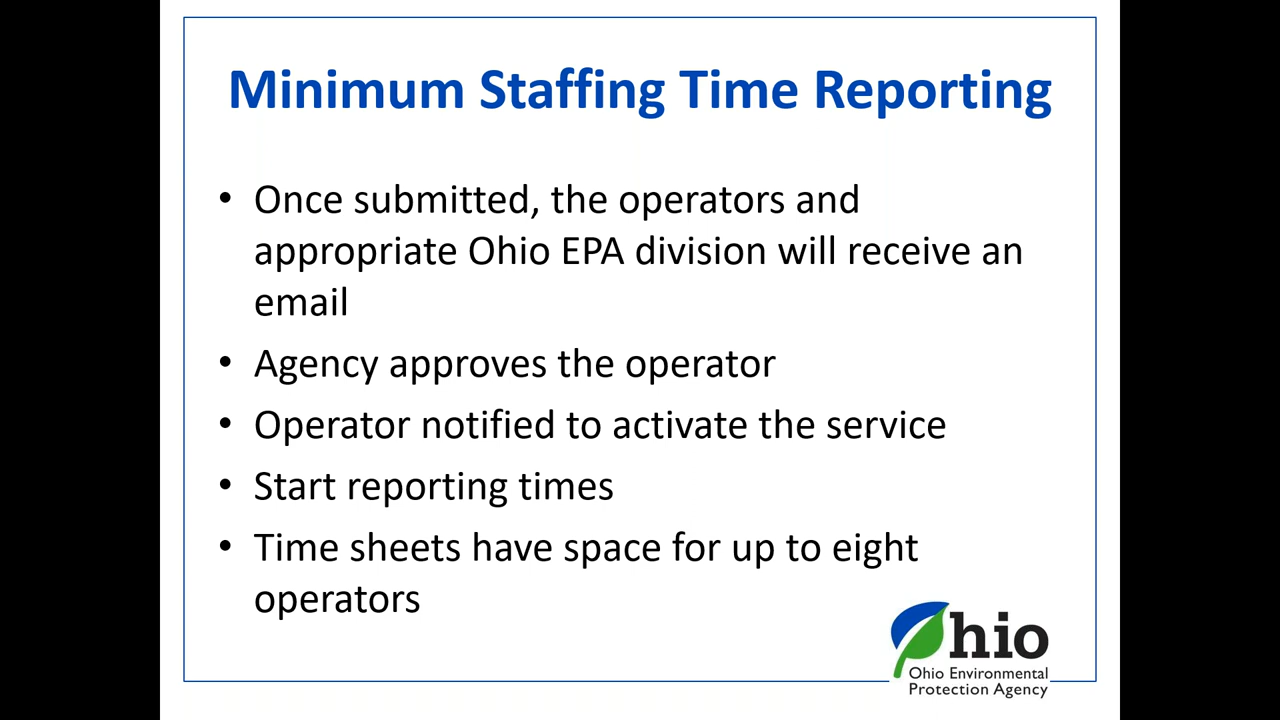 Minimum Staffing Time Reporting
• Once submitted, the operators and
appropriate Ohio EPA division will receive an
email
• Agency approves the operator
• Operator notified to activate the service
• Start reporting times
• Time sheets have space for up to eight
operators
Ohio
Ohio Environmental
Protection Agency